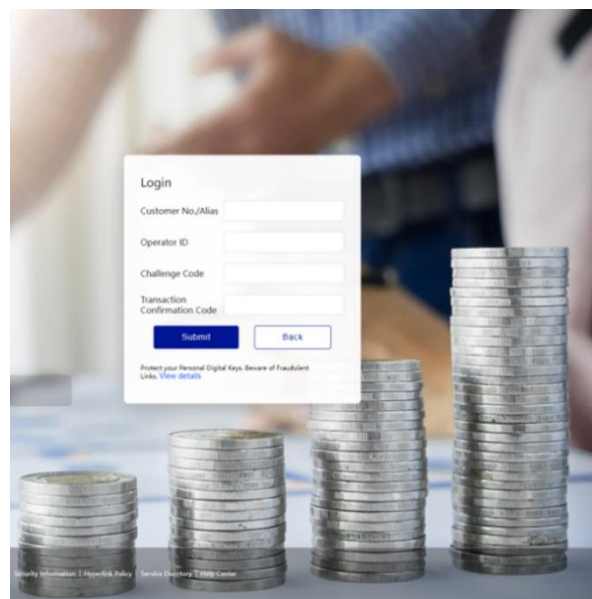 Login
Customer No./Alias
Operator ID
Challenge Code
Transaction
Confirmation Code
Submit Back
Protect your Personal Digital Keys. Beware of Fraudulent
Links. View details
Security Information | Hyperlink Policy | Service Directory | Help Center